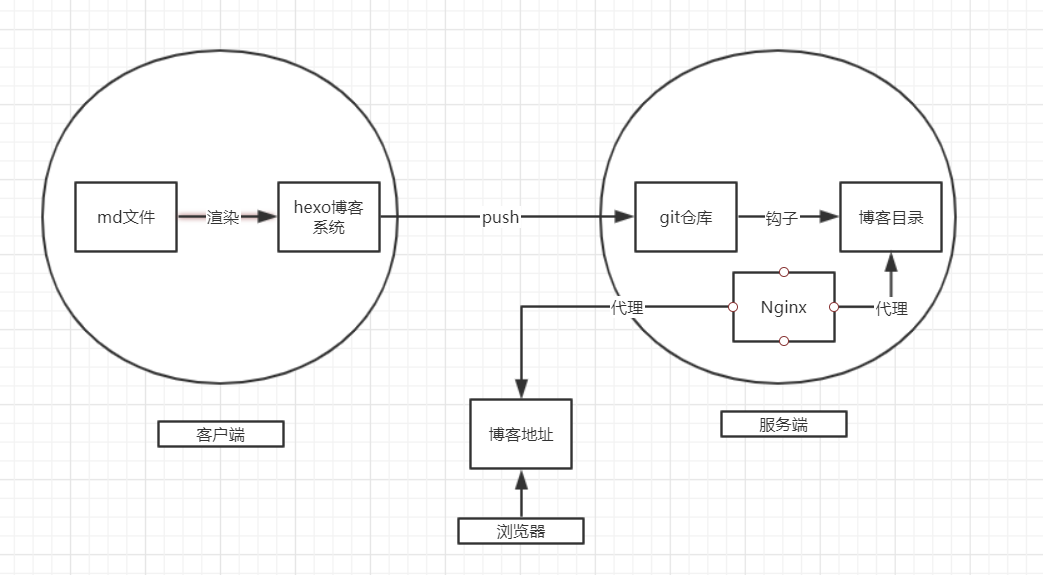 md文件
渲染
hexo博客
系统
push
git仓库
钩子
博客目录
代理
Nginx
代理
客户端
服务端
博客地址
浏览器